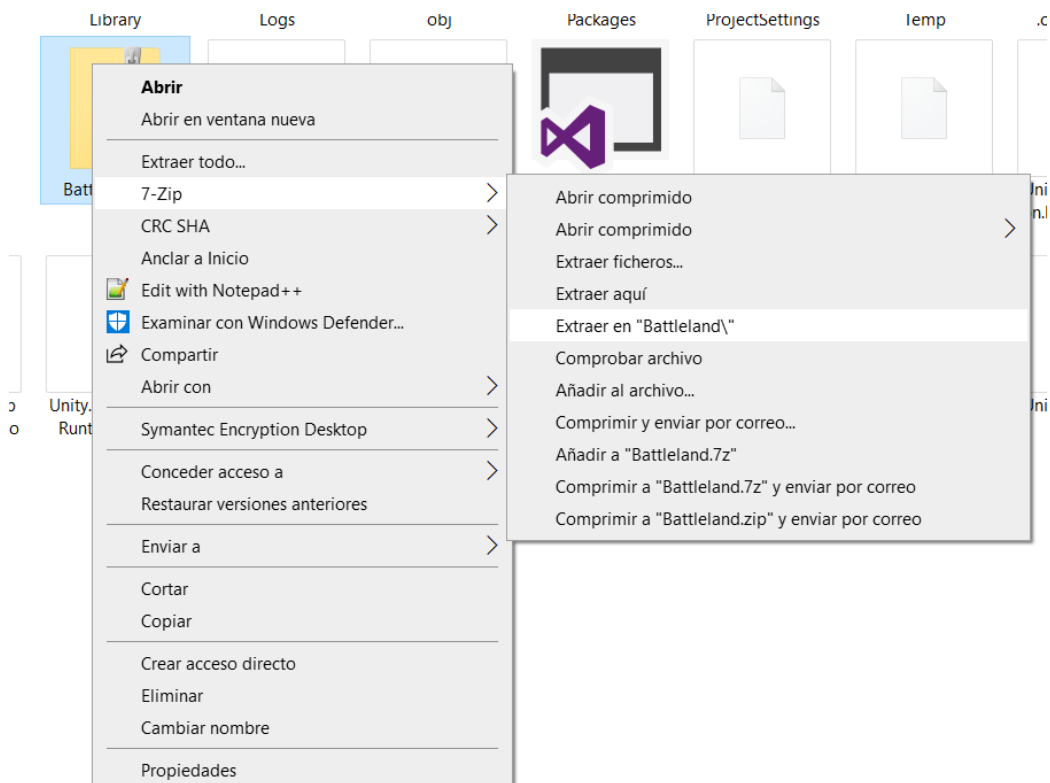 Library
Logs
obj
Packages
ProjectSettings
Temp
Batt
Abrir
Abrir en ventana nueva
Extraer todo...
7-Zip
CRC SHA
Anclar a Inicio
Edit with Notepad++
Examinar con Windows Defender...
Compartir
Abrir con
Symantec Encryption Desktop
Conceder acceso a
Restaurar versiones anteriores
Enviar a
Cortar
Copiar
Crear acceso directo
Eliminar
Cambiar nombre
Propiedades
Abrir comprimido
Abrir comprimido
Extraer ficheros...
Extraer aquí
Extraer en "Battleland\"
Comprobar archivo
Añadir al archivo...
Comprimir y enviar por correo...
Añadir a "Battleland.7z"
Comprimir a "Battleland.7z" y enviar por correo
Comprimir a "Battleland.zip" y enviar por correo
Unity.
Runt